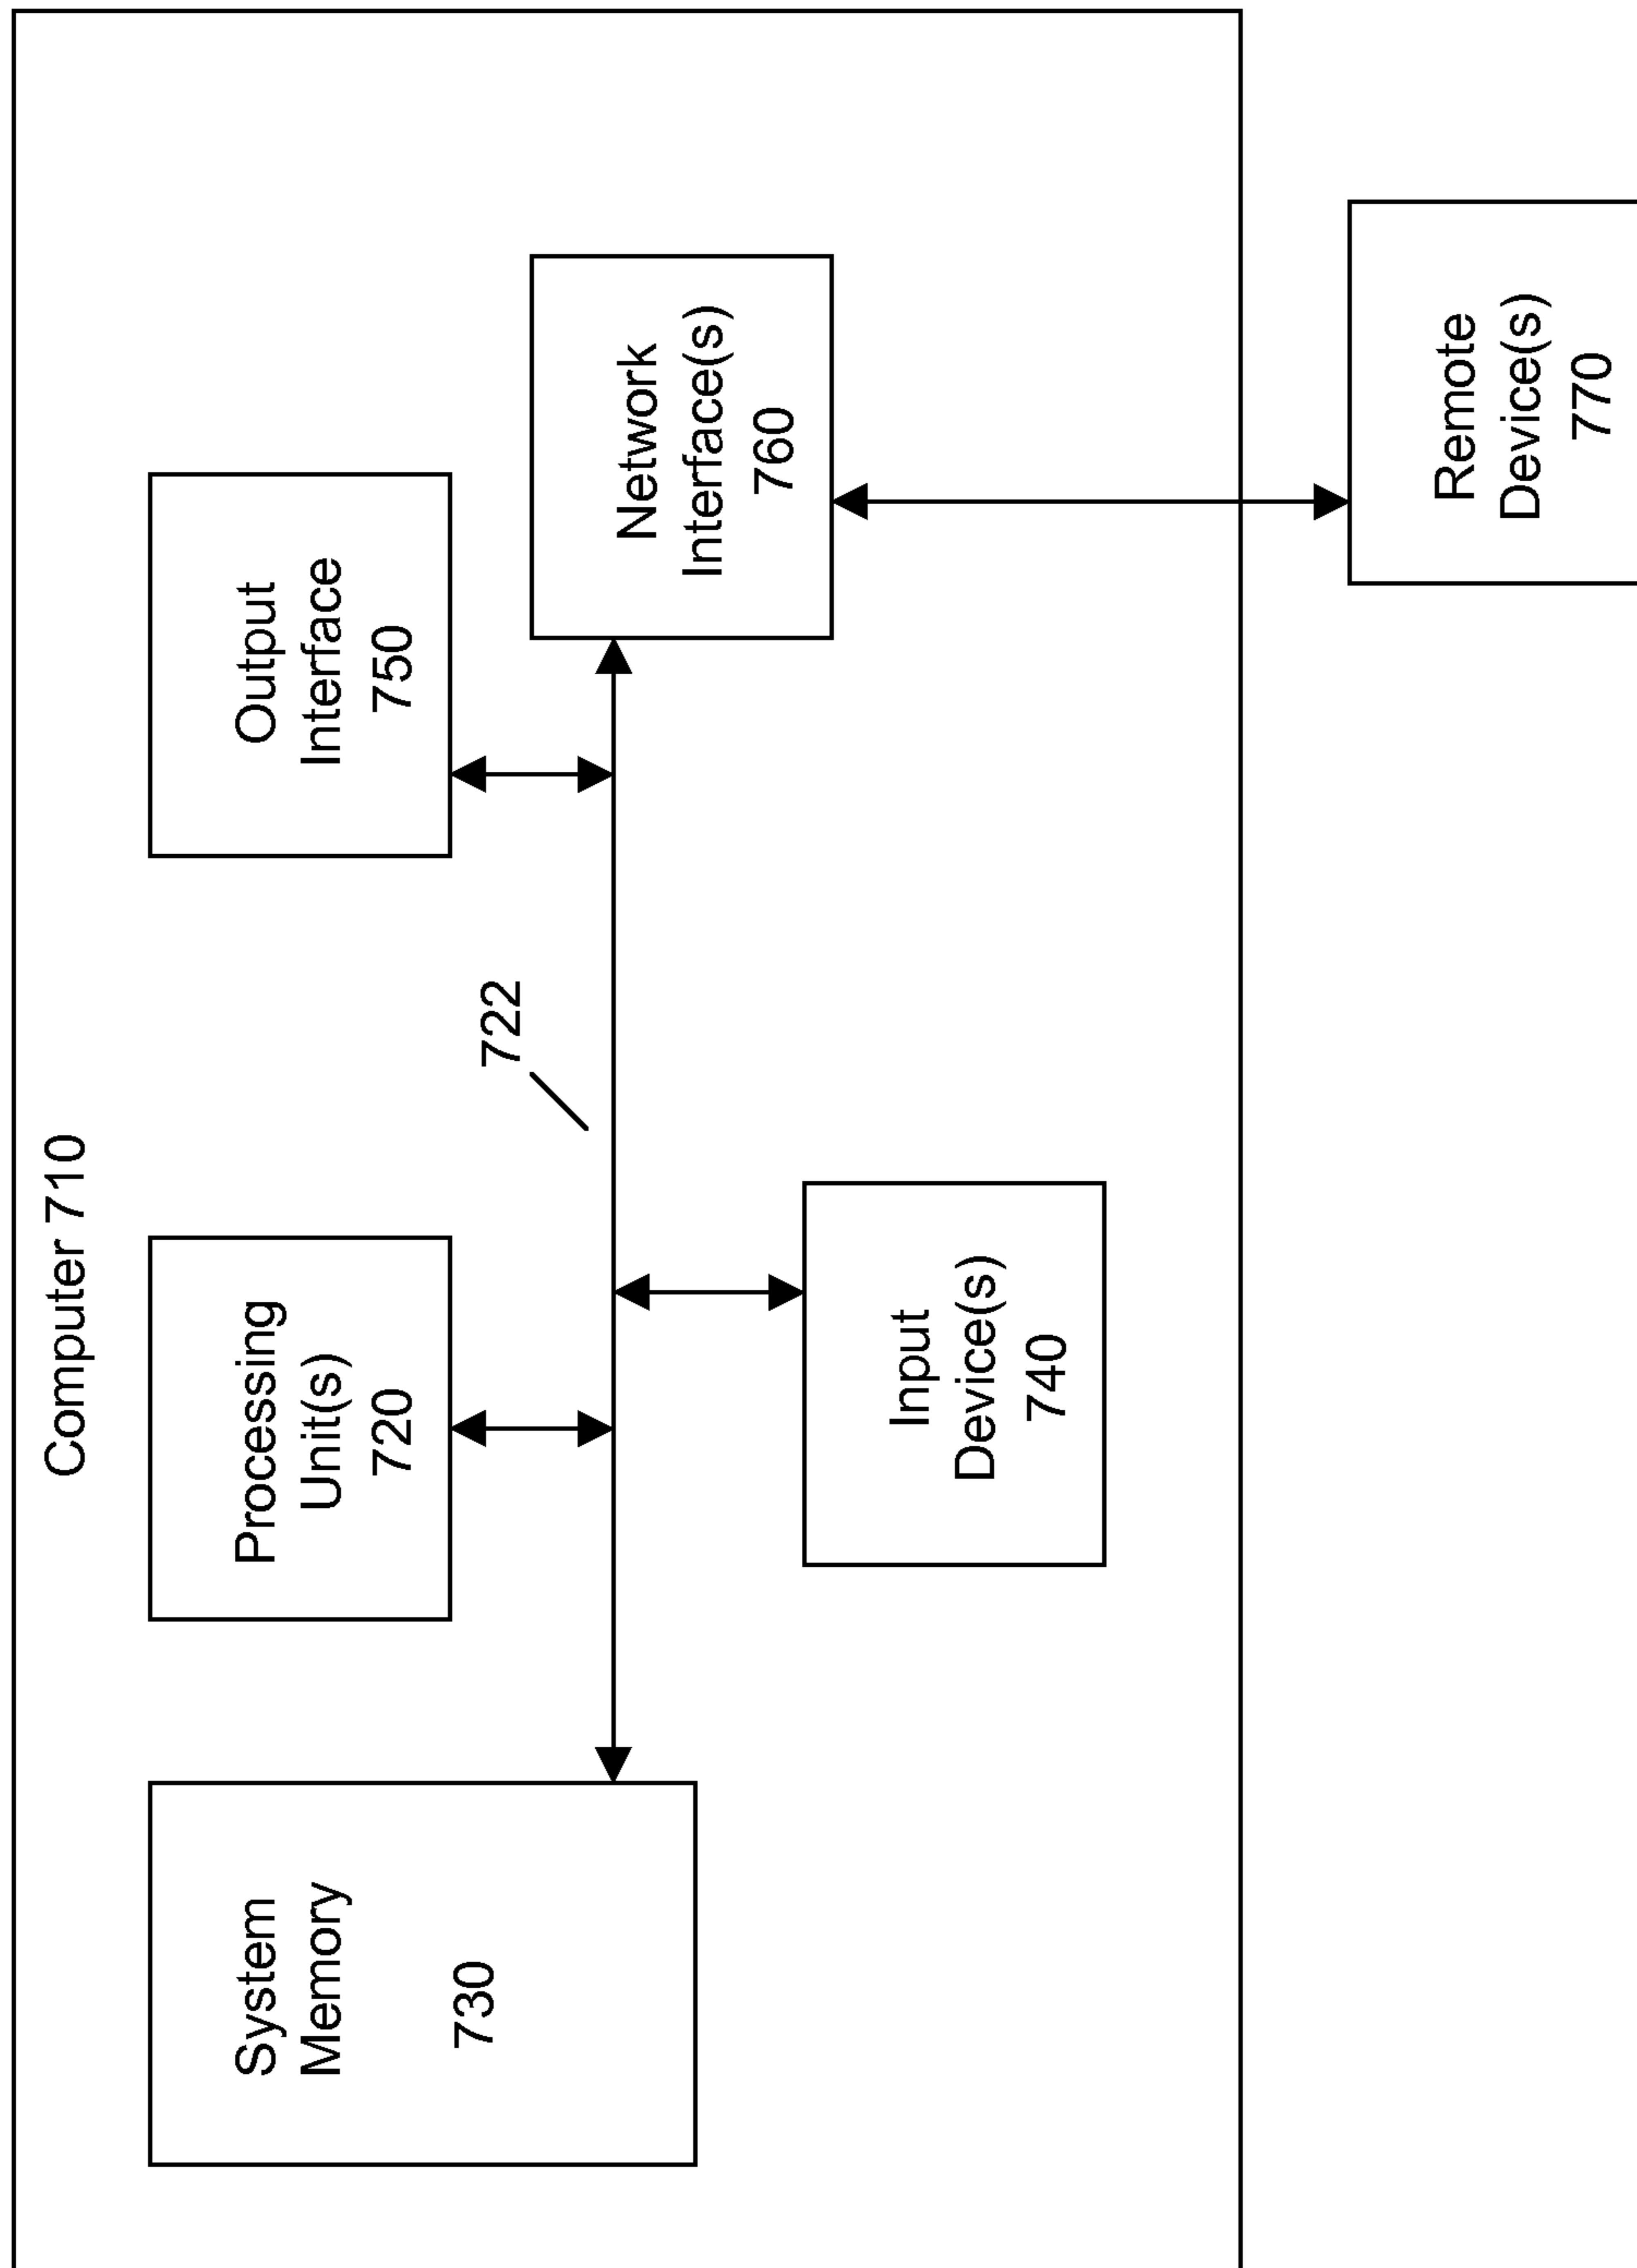 Computer 710
System
Memory
730
Processing
Unit(s)
720
722
Output
Interface
750
Input
Device(s)
740
Network
Interface(s)
760
Remote
Device(s)
770